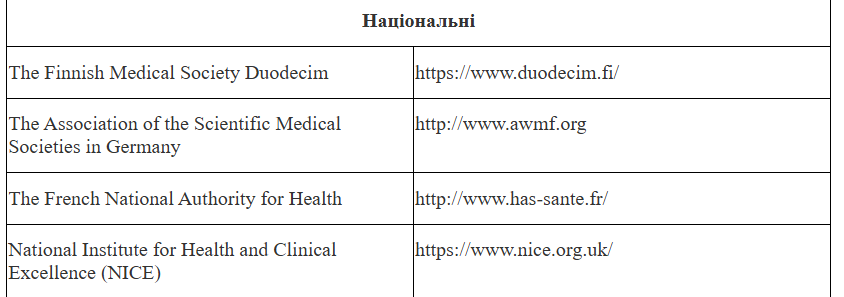 Національні
The Finnish Medical Society Duodecim
https://www.duodecim.fi/
The Association of the Scientific Medical
Societies in Germany
http://www.awmf.org
The French National Authority for Health
http://www.has-sante.fr/
National Institute for Health and Clinical
Excellence (NICE)
https://www.nice.org.uk/